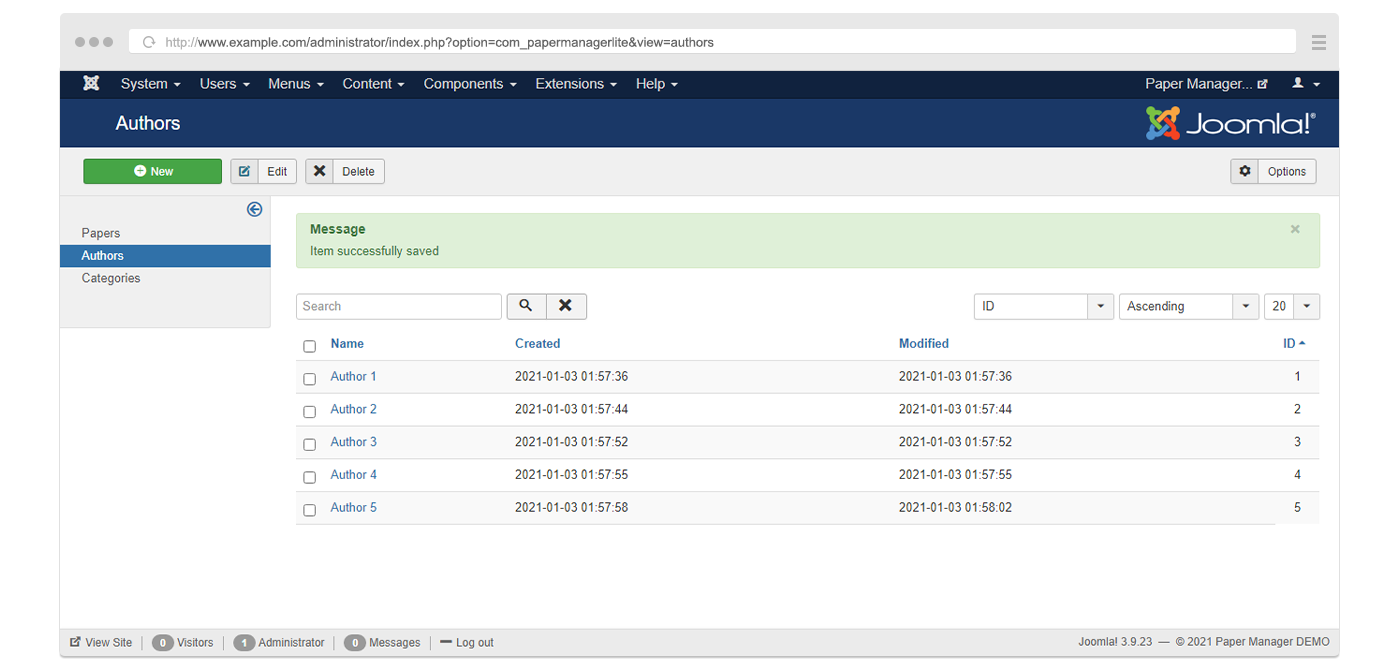 http://www.example.com/administrator/index.php?option=com_papermanagerlite&view=authors
System Users Menus Content Components Extensions Help Paper Manager...
Authors Joomla!®
New Edit Delete Options
Papers
Authors
Categories
Message ×
Item successfully saved
Search ID Ascending 20
Name Created Modified ID
Author 1 2021-01-03 01:57:36 2021-01-03 01:57:36 1
Author 2 2021-01-03 01:57:44 2021-01-03 01:57:44 2
Author 3 2021-01-03 01:57:52 2021-01-03 01:57:52 3
Author 4 2021-01-03 01:57:55 2021-01-03 01:57:55 4
Author 5 2021-01-03 01:57:58 2021-01-03 01:58:02 5
View Site 0 Visitors 1 Administrator 0 Messages Log out Joomla! 3.9.23 — © 2021 Paper Manager DEMO